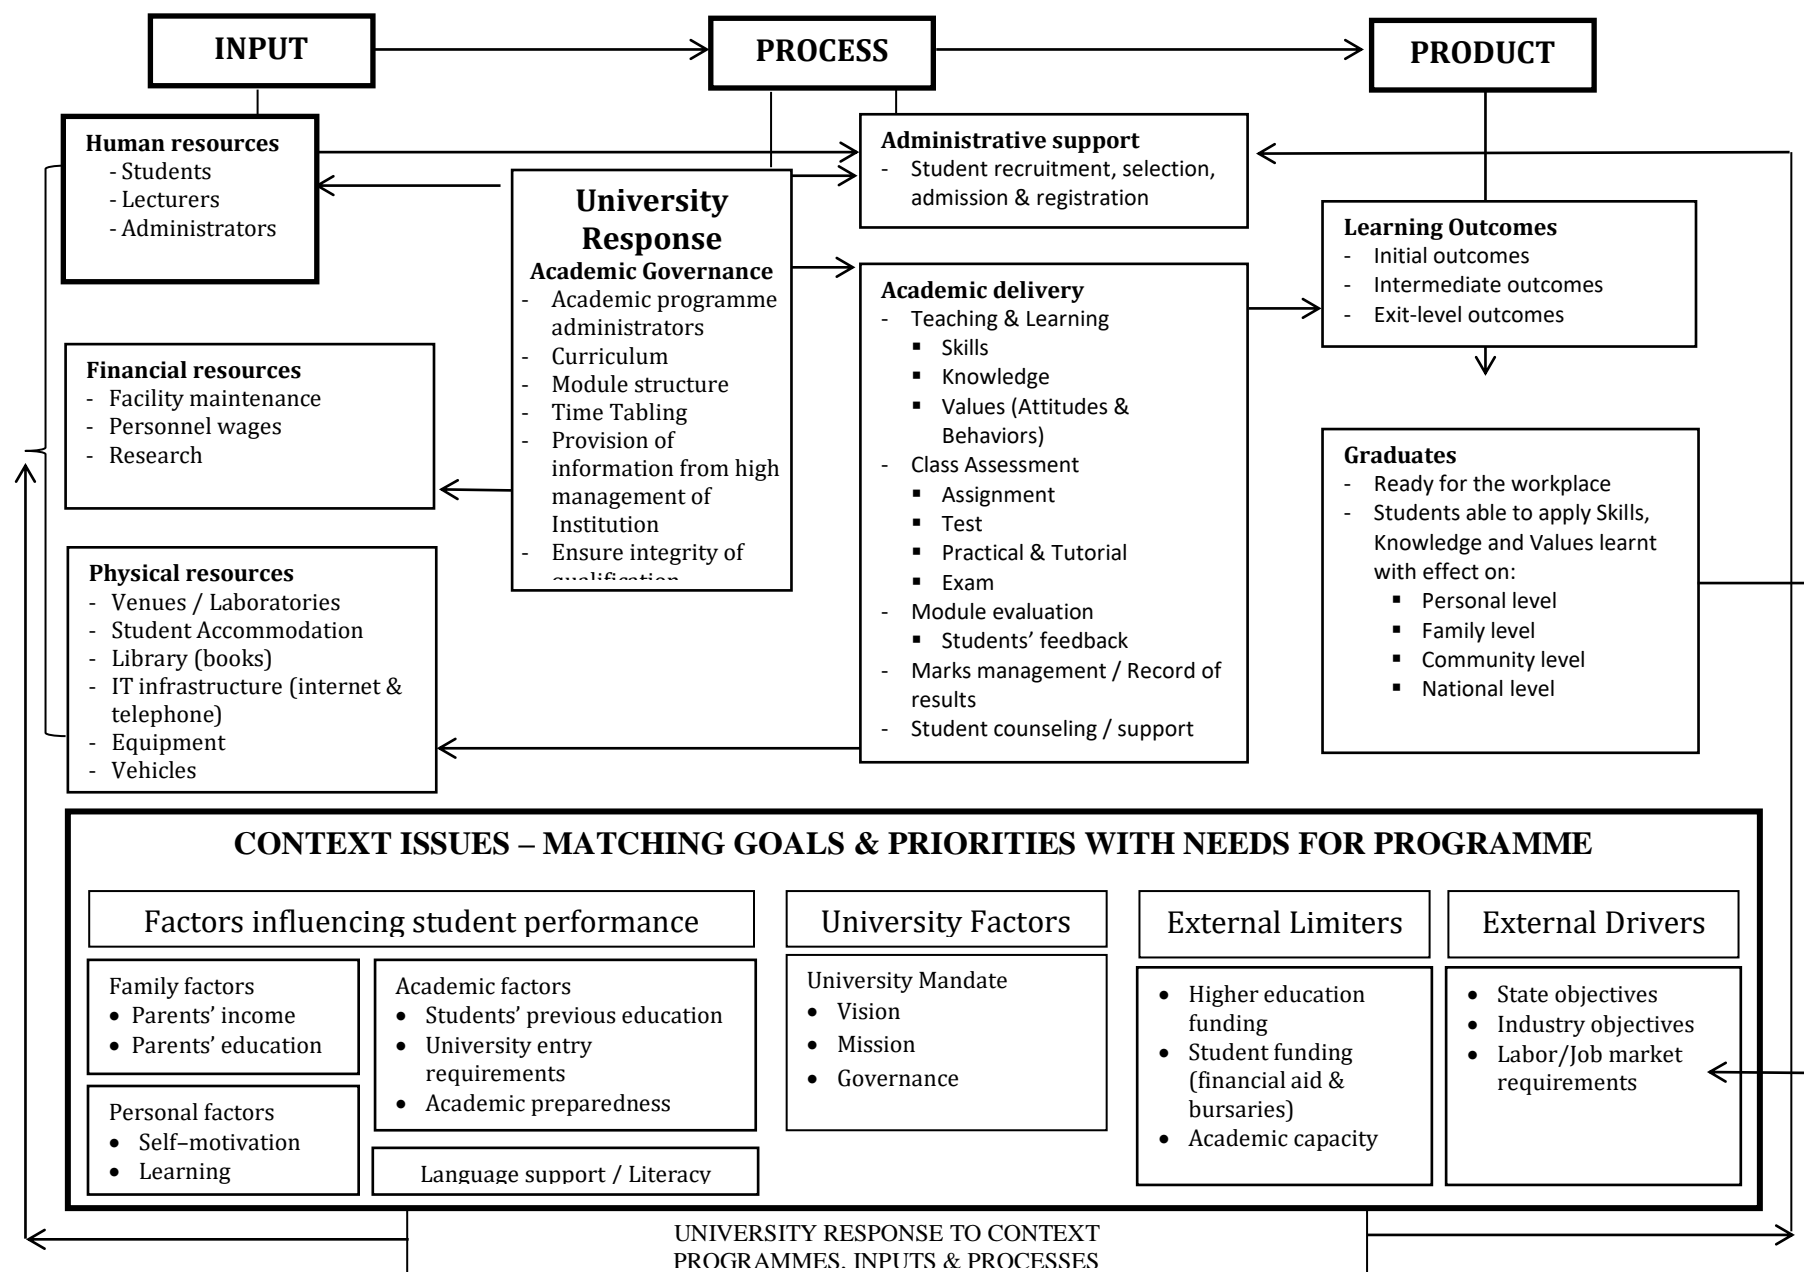 INPUT
PROCESS
PRODUCT
Human resources
- Students
- Lecturers
- Administrators
Financial resources
- Facility maintenance
- Personnel wages
- Research
Physical resources
- Venues / Laboratories
- Student Accommodation
- Library (books)
- IT infrastructure (internet &
telephone)
- Equipment
- Vehicles
University
Response
Academic Governance
- Academic programme
administrators
- Curriculum
- Module structure
- Time Tabling
- Provision of
information from high
management of
Institution
- Ensure integrity of
qualification
Administrative support
- Student recruitment, selection,
admission & registration
Academic delivery
- Teaching & Learning
▪ Skills
▪ Knowledge
▪ Values (Attitudes &
Behaviors)
- Class Assessment
▪ Assignment
▪ Test
▪ Practical & Tutorial
▪ Exam
- Module evaluation
▪ Students’ feedback
- Marks management / Record of
results
- Student counseling / support
Learning Outcomes
- Initial outcomes
- Intermediate outcomes
- Exit-level outcomes
Graduates
- Ready for the workplace
- Students able to apply Skills,
Knowledge and Values learnt
with effect on:
▪ Personal level
▪ Family level
▪ Community level
▪ National level
CONTEXT ISSUES – MATCHING GOALS & PRIORITIES WITH NEEDS FOR PROGRAMME
Factors influencing student performance
Family factors
• Parents’ income
• Parents’ education
Personal factors
• Self–motivation
• Learning
Academic factors
• Students’ previous education
• University entry
requirements
• Academic preparedness
Language support / Literacy
University Factors
University Mandate
• Vision
• Mission
• Governance
External Limiters
• Higher education
funding
• Student funding
(financial aid &
bursaries)
• Academic capacity
External Drivers
• State objectives
• Industry objectives
• Labor/Job market
requirements
UNIVERSITY RESPONSE TO CONTEXT
PROGRAMMES, INPUTS & PROCESSES